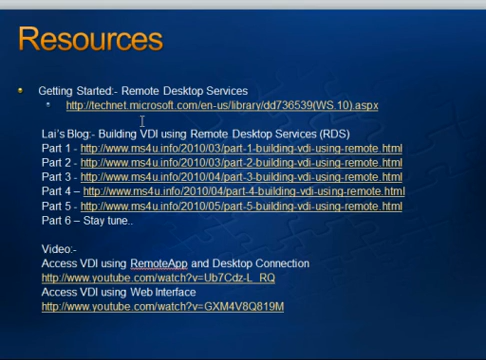 Resources
Getting Started:- Remote Desktop Services
http://technet.microsoft.com/en-us/library/dd736539(WS.10).aspx
Lai's Blog:- Building VDI using Remote Desktop Services (RDS)
Part 1 - http://www.ms4u.info/2010/03/part-1-building-vdi-using-remote.html
Part 2 - http://www.ms4u.info/2010/03/part-2-building-vdi-using-remote.html
Part 3 - http://www.ms4u.info/2010/04/part-3-building-vdi-using-remote.html
Part 4 – http://www.ms4u.info/2010/04/part-4-building-vdi-using-remote.html
Part 5 - http://www.ms4u.info/2010/05/part-5-building-vdi-using-remote.html
Part 6 – Stay tune..
Video:-
Access VDI using RemoteApp and Desktop Connection
http://www.youtube.com/watch?v=Ub7Cdz-L_RQ
Access VDI using Web Interface
http://www.youtube.com/watch?v=GXM4V8Q819M